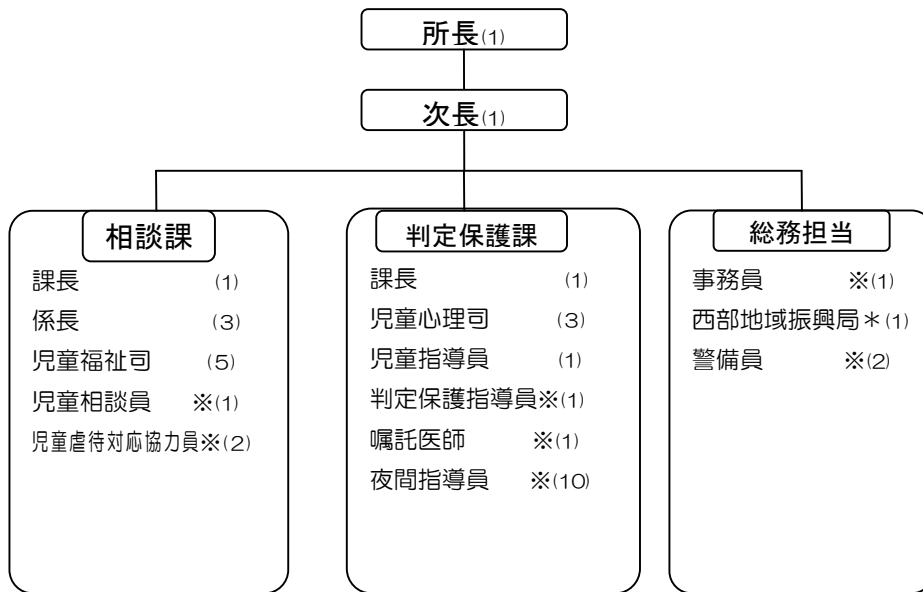 所長(1)
次長(1)
相談課
課長 (1)
係長 (3)
児童福祉司 (5)
児童相談員 ※(1)
児童虐待対応協力員※(2)
判定保護課
課長 (1)
児童心理司 (3)
児童指導員 (1)
判定保護指導員※(1)
嘱託医師 ※(1)
夜間指導員 ※(10)
総務担当
事務員 ※(1)
西部地域振興局＊(1)
警備員 ※(2)